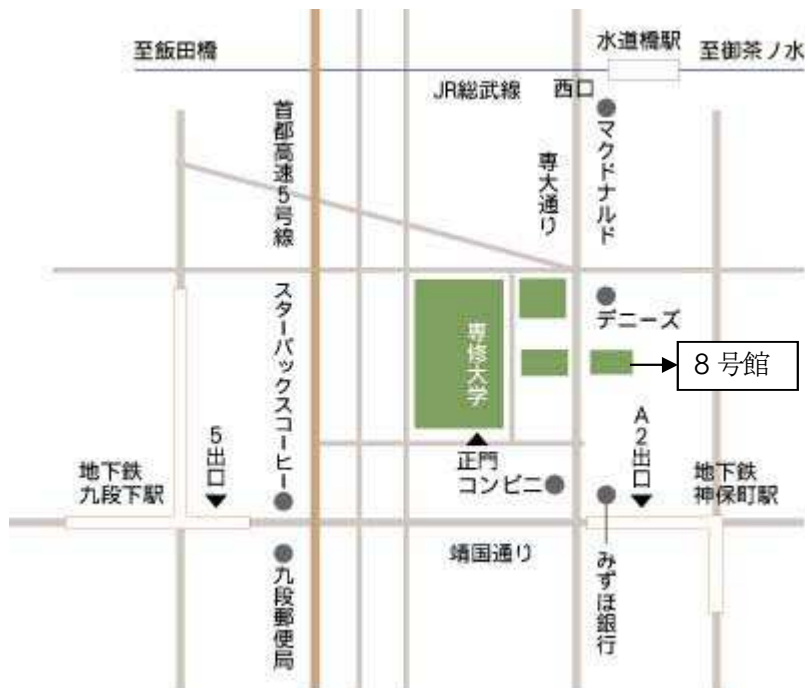 水道橋駅
至飯田橋
至御茶ノ水
JR総武線
西口
首都高速5号線
専大通り
マクドナルド
スターバックスコーヒー
デニーズ
専修大学
8号館
5出口
A2出口
正門
コンビニ
地下鉄
九段下駅
地下鉄
神保町駅
靖国通り
九段郵便局
みずほ銀行